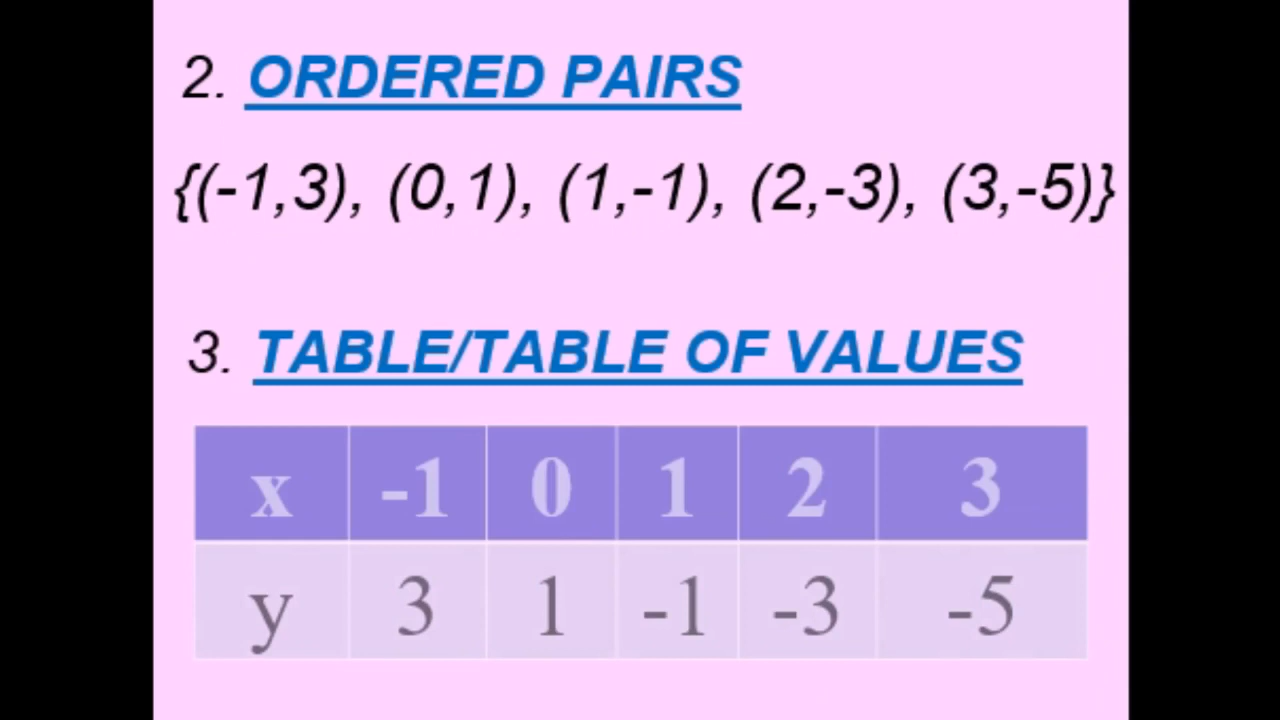 2. ORDERED PAIRS
{(-1,3), (0,1), (1,-1), (2,-3), (3,-5)}
3. TABLE/TABLE OF VALUES
x -1 0 1 2 3
y 3 1 -1 -3 -5